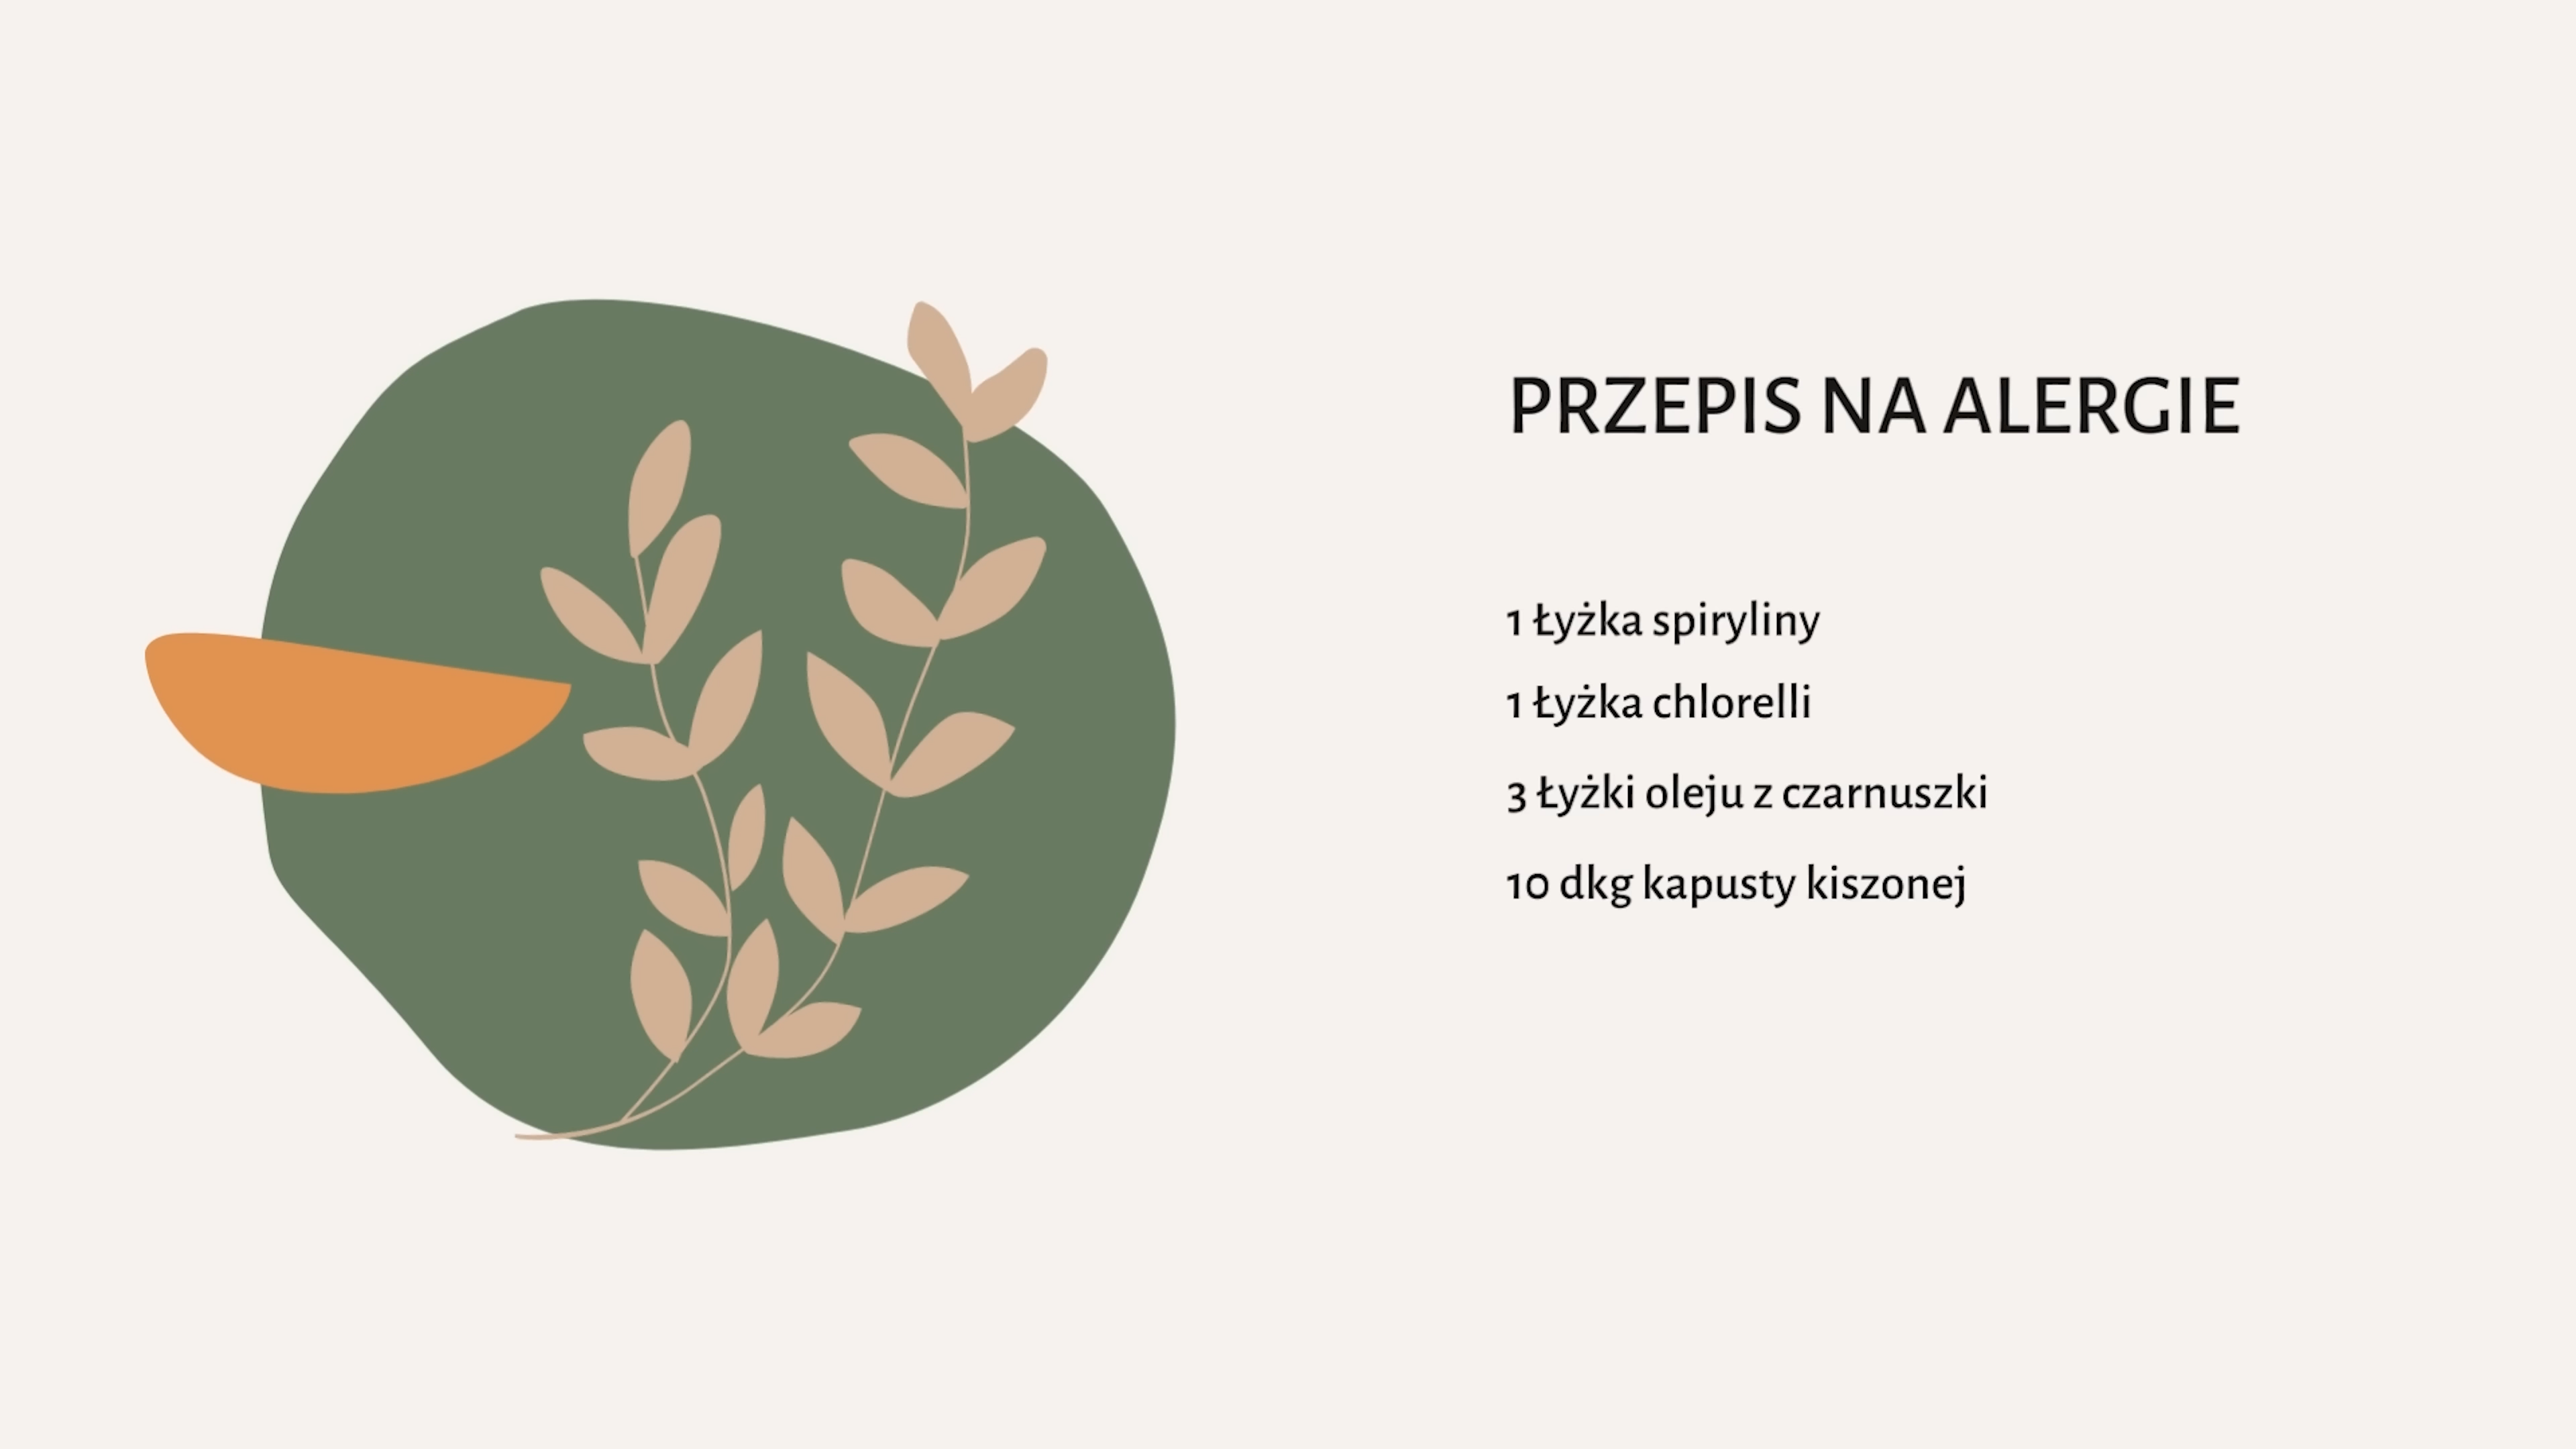 PRZEPIS NA ALERGIE
1 Łyżka spiryliny
1 Łyżka chlorelli
3 Łyżki oleju z czarnuszki
10 dkg kapusty kiszonej